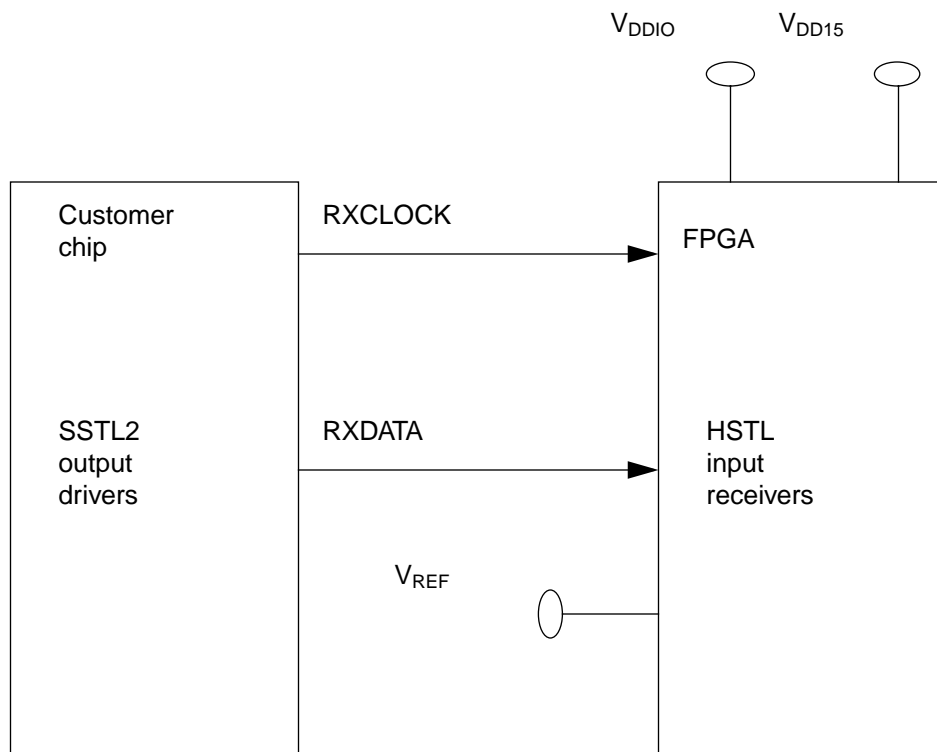 V_DDIO V_DD15
Customer
chip
RXCLOCK
FPGA
SSTL2
output
drivers
RXDATA
HSTL
input
receivers
V_REF